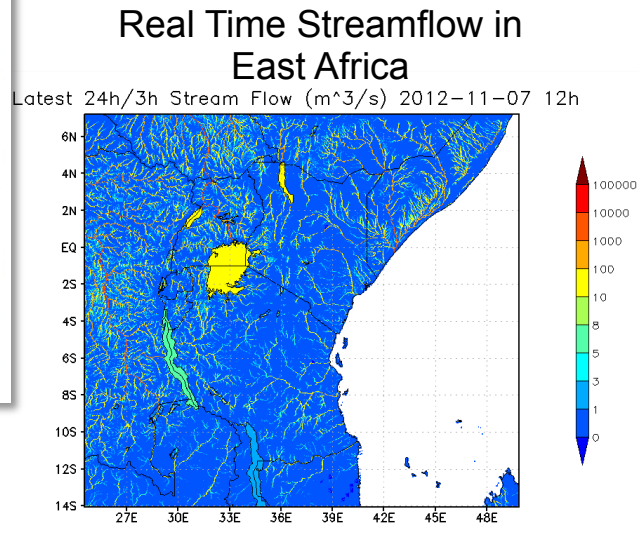 Real Time Streamflow in
East Africa
Latest 24h/3h Stream Flow (m^3/s) 2012-11-07 12h
6N
4N
2N
EQ
2S
4S
6S
8S
10S
12S
14S
27E 30E 33E 36E 39E 42E 45E 48E
100000
10000
1000
100
10
8
5
3
1
0